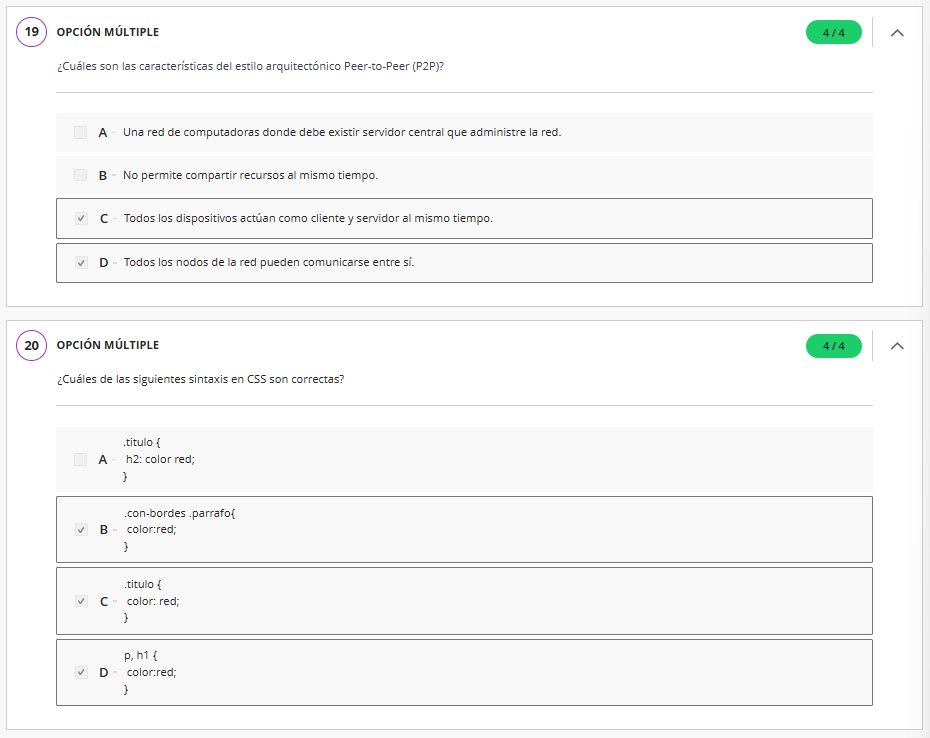 19 OPCIÓN MÚLTIPLE 4 / 4
¿Cuáles son las características del estilo arquitectónico Peer-to-Peer (P2P)?
A - Una red de computadoras donde debe existir servidor central que administre la red.
B - No permite compartir recursos al mismo tiempo.
C - Todos los dispositivos actúan como cliente y servidor al mismo tiempo.
D - Todos los nodos de la red pueden comunicarse entre sí.
20 OPCIÓN MÚLTIPLE 4 / 4
¿Cuáles de las siguientes sintaxis en CSS son correctas?
.titulo {
A - h2: color red;
}
.con-bordes .parrafo{
B - color:red;
}
.titulo {
C - color: red;
}
p, h1 {
D - color:red;
}